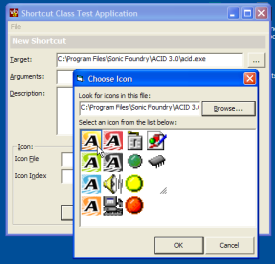 Shortcut Class Test Application
File
New Shortcut
Target: C:\Program Files\Sonic Foundry\ACID 3.0\acid.exe ...
Arguments:
Description:
Choose Icon
Look for icons in this file:
C:\Program Files\Sonic Foundry\ACID 3.( Browse...
Select an icon from the list below:
Icon:
Icon File
Icon Index
OK Cancel